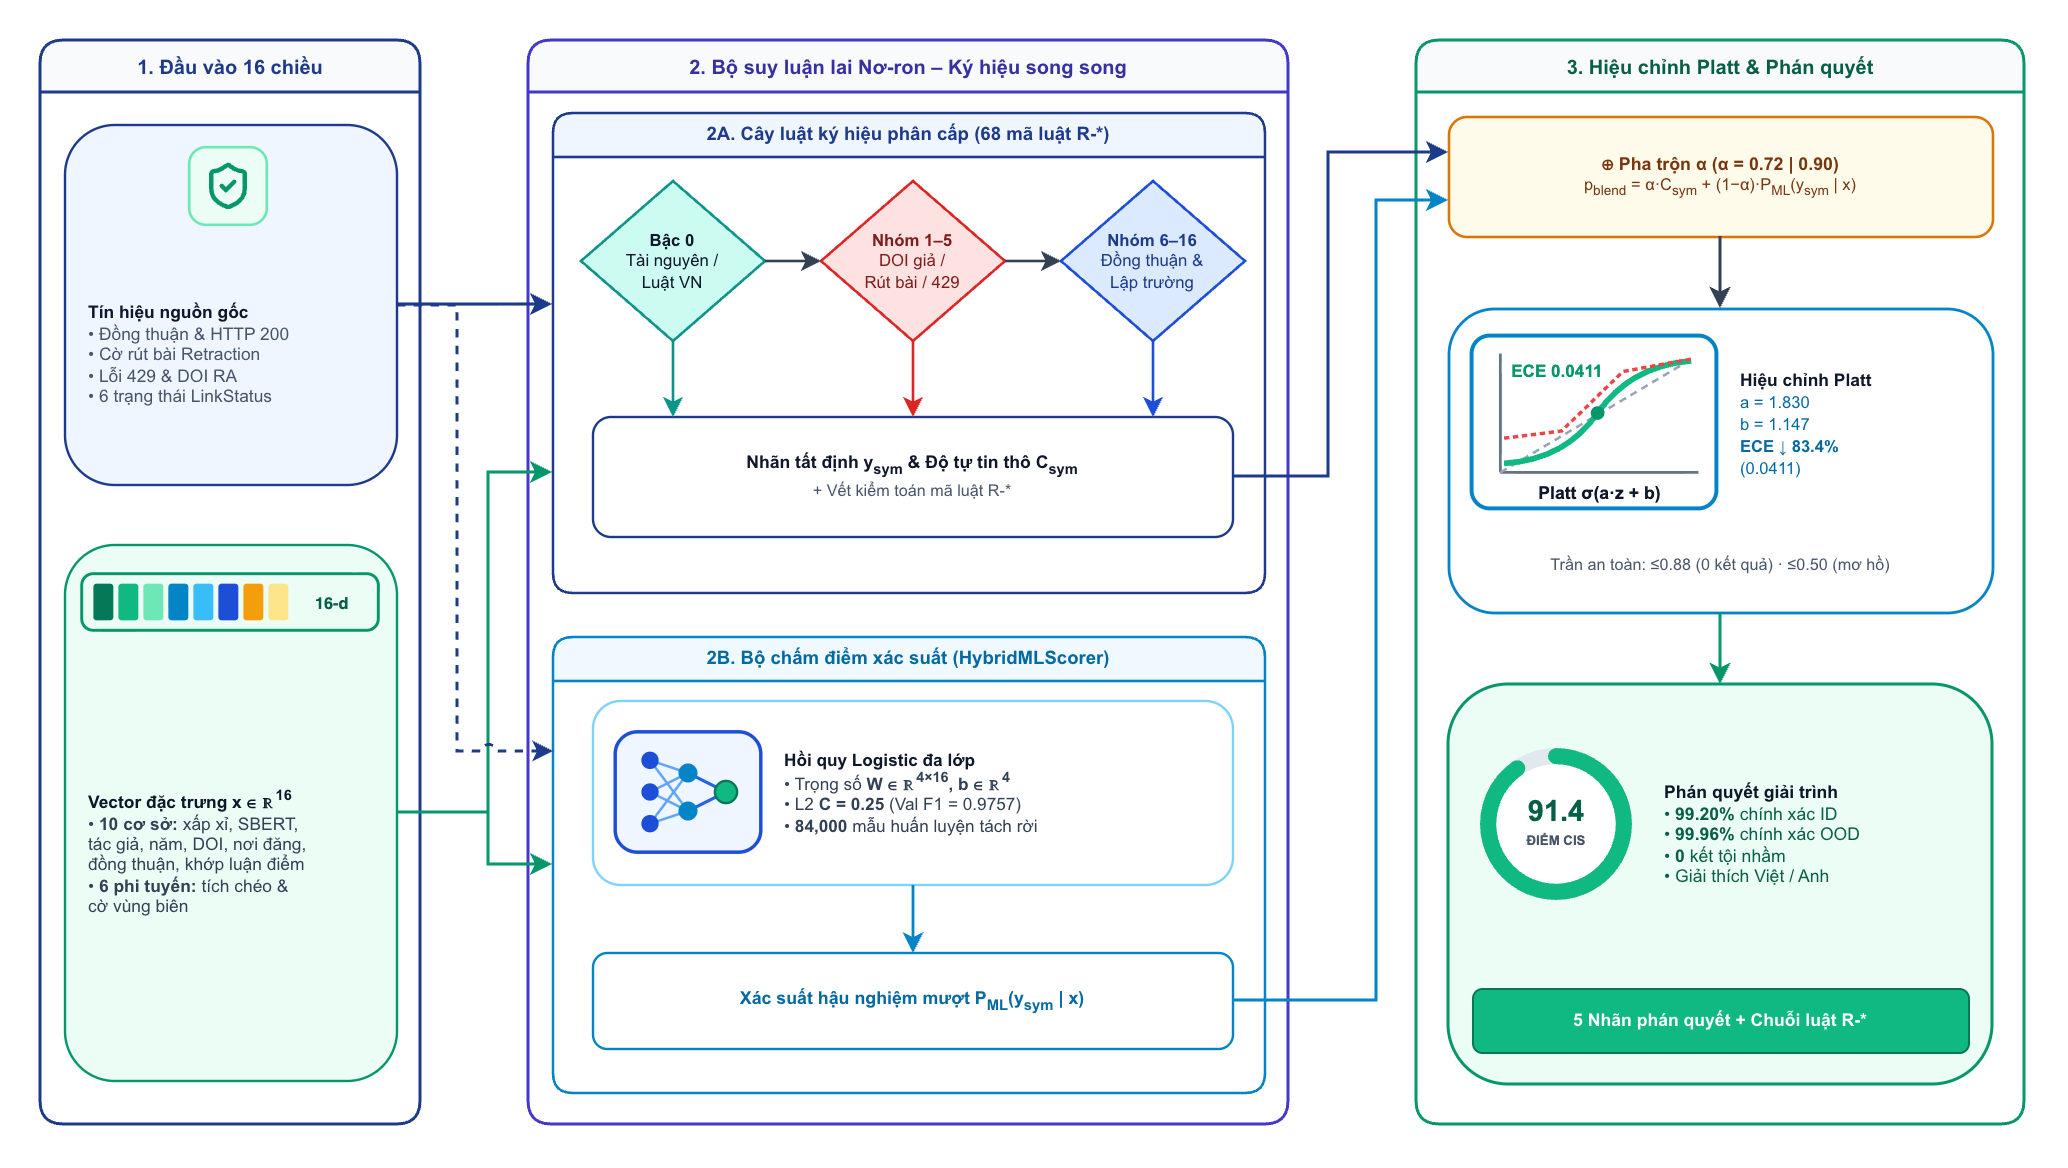 1. Đầu vào 16 chiều
Tín hiệu nguồn gốc
• Đồng thuận & HTTP 200
• Cờ rút bài Retraction
• Lỗi 429 & DOI RA
• 6 trạng thái LinkStatus
16-d
Vector đặc trưng x ∈ ℝ^16
• 10 cơ sở: xấp xỉ, SBERT,
tác giả, năm, DOI, nơi đăng,
đồng thuận, khớp luận điểm
• 6 phi tuyến: tích chéo &
cờ vùng biên
2. Bộ suy luận lai Nơ-ron – Ký hiệu song song
2A. Cây luật ký hiệu phân cấp (68 mã luật R-*)
Bậc 0
Tài nguyên /
Luật VN
Nhóm 1–5
DOI giả /
Rút bài / 429
Nhóm 6–16
Đồng thuận &
Lập trường
Nhãn tất định y_sym & Độ tự tin thô C_sym
+ Vết kiểm toán mã luật R-*
2B. Bộ chấm điểm xác suất (HybridMLScorer)
Hồi quy Logistic đa lớp
• Trọng số W ∈ ℝ^4×16, b ∈ ℝ^4
• L2 C = 0.25 (Val F1 = 0.9757)
• 84,000 mẫu huấn luyện tách rời
Xác suất hậu nghiệm mượt P_ML(y_sym | x)
3. Hiệu chỉnh Platt & Phán quyết
⊕ Pha trộn α (α = 0.72 | 0.90)
p_blend = α·C_sym + (1−α)·P_ML(y_sym | x)
ECE 0.0411
Platt σ(a·z + b)
Hiệu chỉnh Platt
a = 1.830
b = 1.147
ECE ↓ 83.4%
(0.0411)
Trần an toàn: ≤0.88 (0 kết quả) · ≤0.50 (mơ hồ)
91.4
ĐIỂM CIS
Phán quyết giải trình
• 99.20% chính xác ID
• 99.96% chính xác OOD
• 0 kết tội nhầm
• Giải thích Việt / Anh
5 Nhãn phán quyết + Chuỗi luật R-*